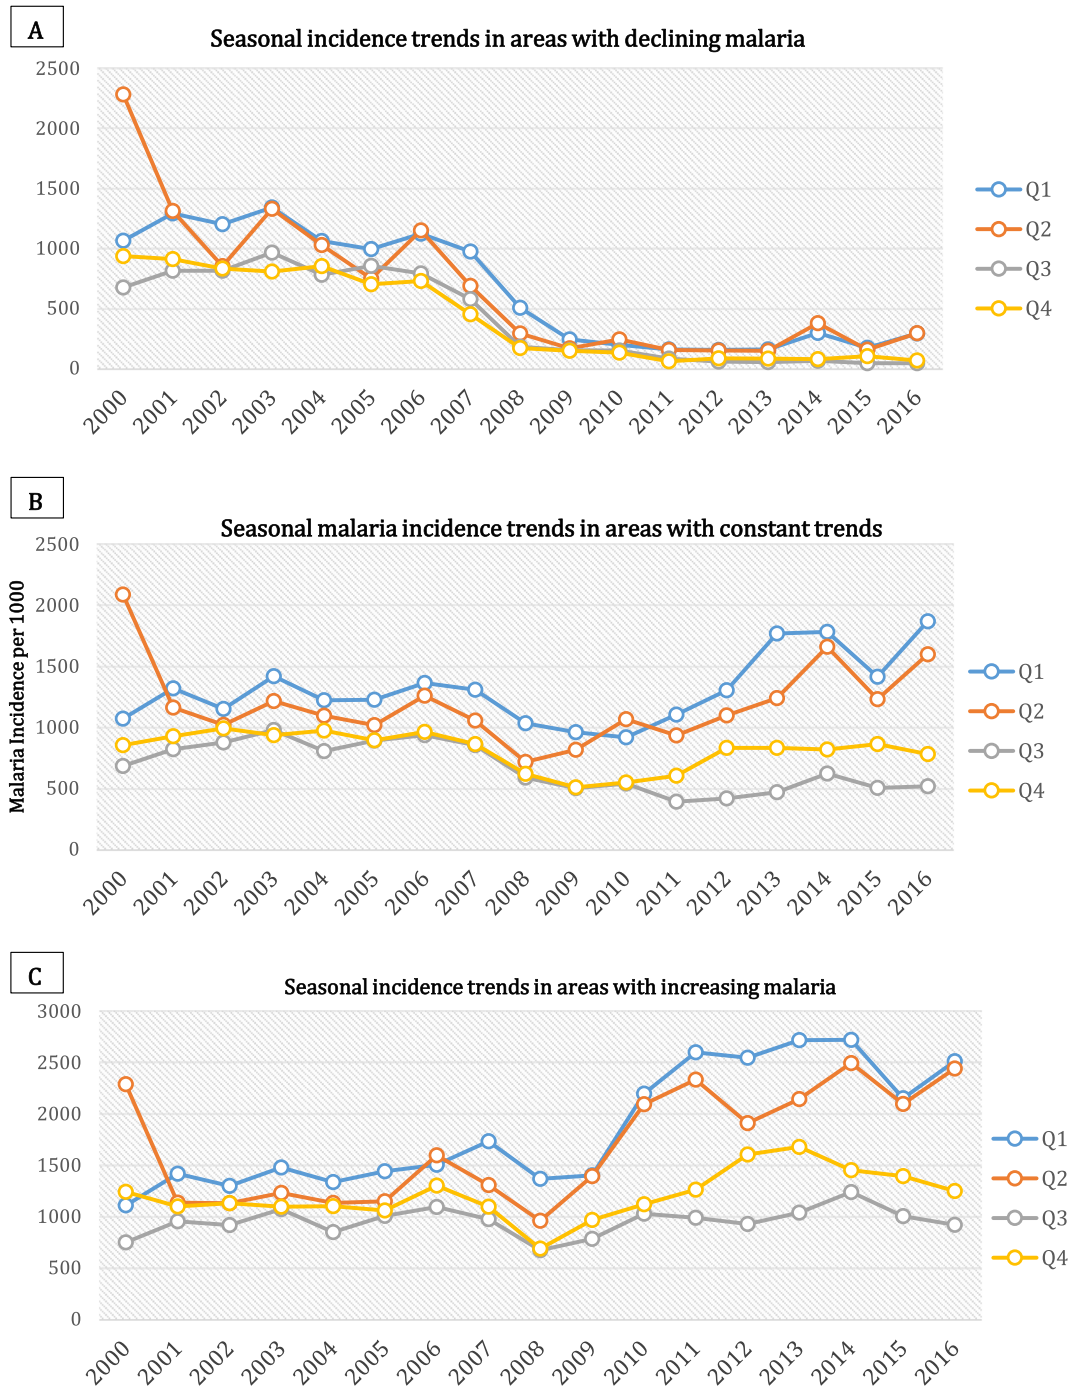 A
Seasonal incidence trends in areas with declining malaria
2500
2000
1500
1000
500
0
2000 2001 2002 2003 2004 2005 2006 2007 2008 2009 2010 2011 2012 2013 2014 2015 2016
Q1
Q2
Q3
Q4
B
Seasonal malaria incidence trends in areas with constant trends
Malaria Incidence per 1000
2500
2000
1500
1000
500
0
2000 2001 2002 2003 2004 2005 2006 2007 2008 2009 2010 2011 2012 2013 2014 2015 2016
Q1
Q2
Q3
Q4
C
Seasonal incidence trends in areas with increasing malaria
3000
2500
2000
1500
1000
500
0
2000 2001 2002 2003 2004 2005 2006 2007 2008 2009 2010 2011 2012 2013 2014 2015 2016
Q1
Q2
Q3
Q4